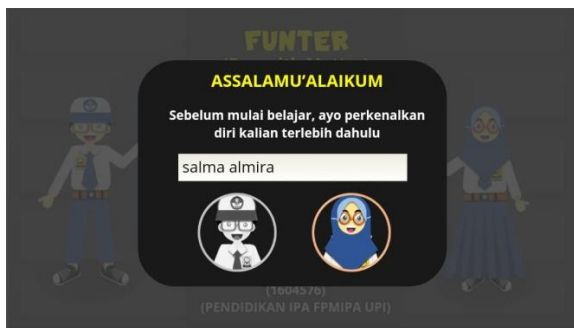 FUNTER
ASSALAMU'ALAIKUM
Sebelum mulai belajar, ayo perkenalkan
diri kalian terlebih dahulu
salma almira
(1604576)
(PENDIDIKAN IPA FPMIPA UPI)